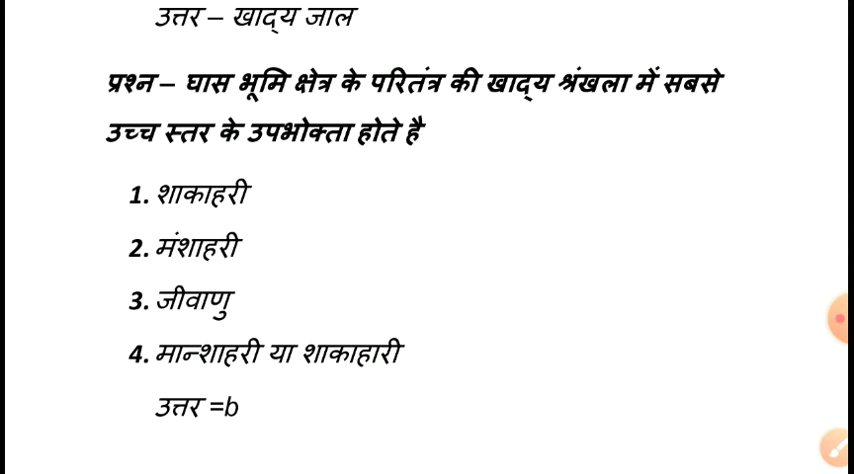 उत्तर – खाद्य जाल
प्रश्न – घास भूमि क्षेत्र के परितंत्र की खाद्य श्रंखला में सबसे
उच्च स्तर के उपभोक्ता होते है
1. शाकाहरी
2. मंशाहरी
3. जीवाणु
4. मान्शाहरी या शाकाहारी
उत्तर =b